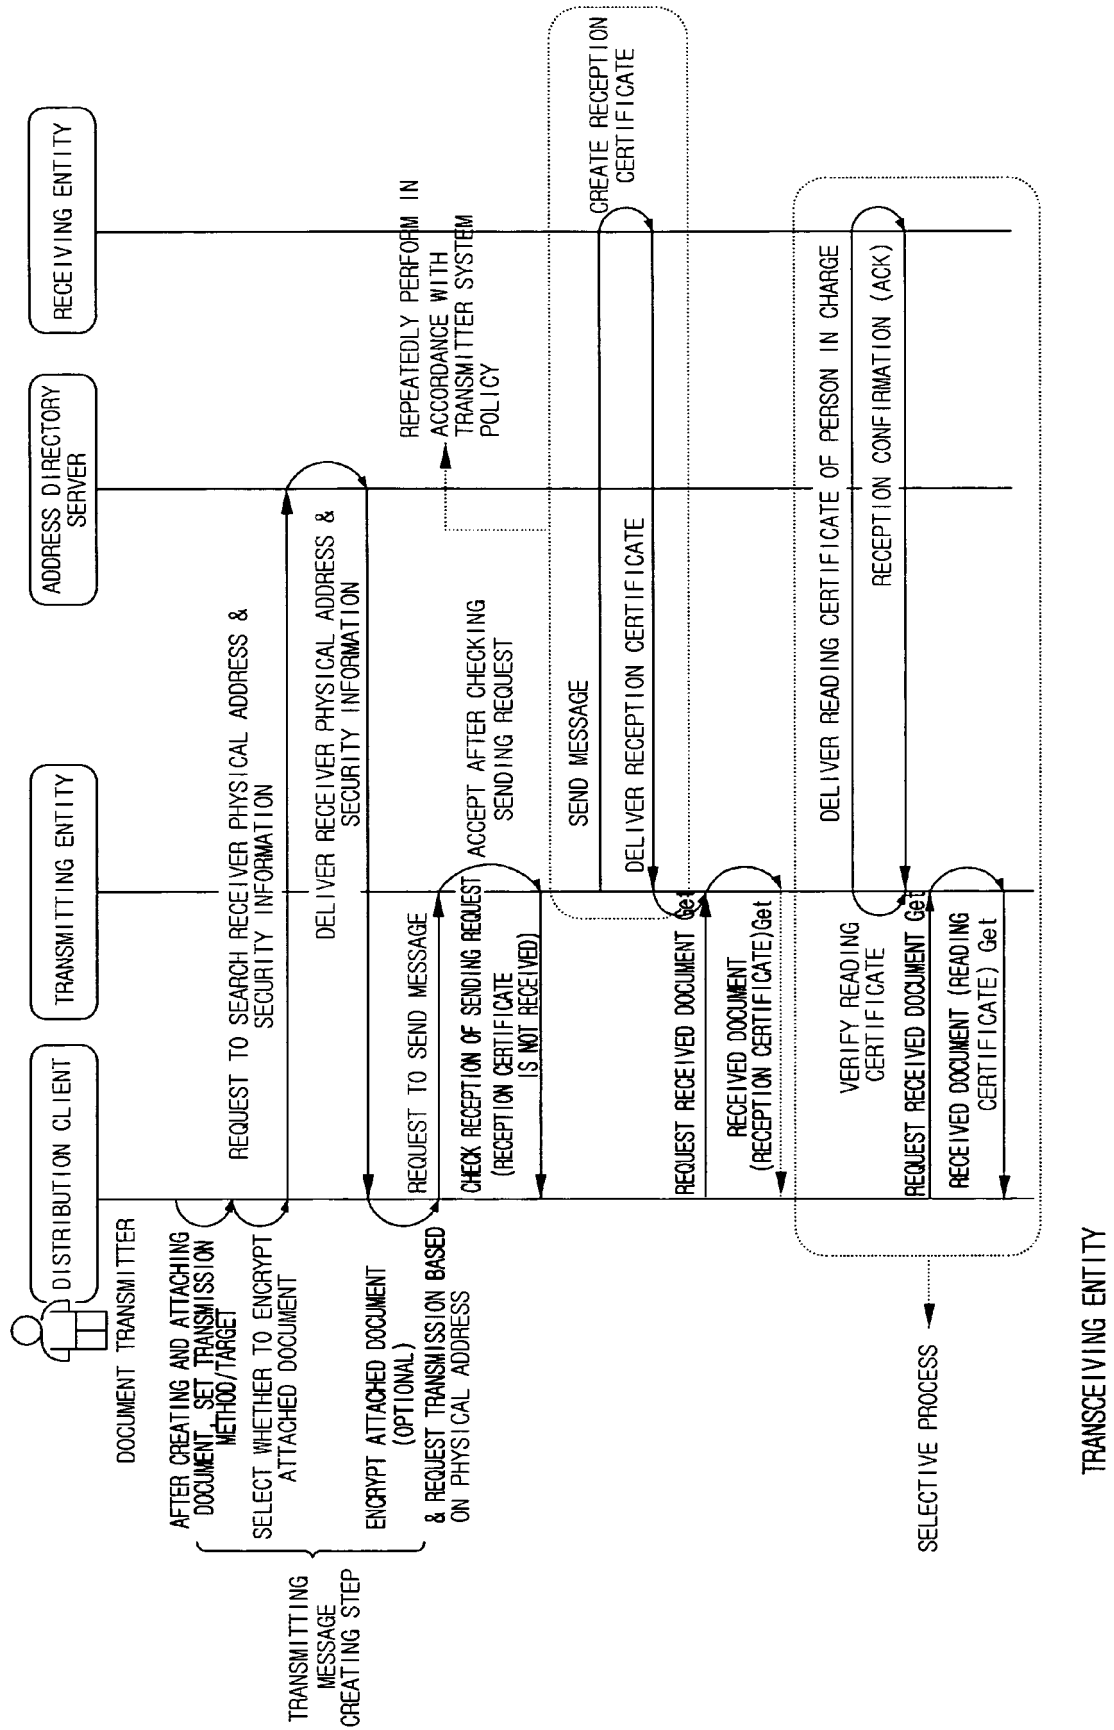 DOCUMENT TRANSMITTER
DISTRIBUTION CLIENT
TRANSMITTING ENTITY
ADDRESS DIRECTORY
SERVER
RECEIVING ENTITY
AFTER CREATING AND ATTACHING
DOCUMENT, SET TRANSMISSION
METHOD/TARGET
SELECT WHETHER TO ENCRYPT
ATTACHED DOCUMENT
REQUEST TO SEARCH RECEIVER PHYSICAL ADDRESS &
SECURITY INFORMATION
DELIVER RECEIVER PHYSICAL ADDRESS &
SECURITY INFORMATION
TRANSMITTING
MESSAGE
CREATING STEP
ENCRYPT ATTACHED DOCUMENT
(OPTIONAL)
& REQUEST TRANSMISSION BASED
ON PHYSICAL ADDRESS
REQUEST TO SEND MESSAGE
CHECK RECEPTION OF SENDING REQUEST
(RECEPTION CERTIFICATE
IS NOT RECEIVED)
ACCEPT AFTER CHECKING
SENDING REQUEST
REPEATEDLY PERFORM IN
ACCORDANCE WITH
TRANSMITTER SYSTEM
POLICY
SEND MESSAGE
CREATE RECEPTION
CERTIFICATE
DELIVER RECEPTION CERTIFICATE
REQUEST RECEIVED DOCUMENT Get
RECEIVED DOCUMENT
(RECEPTION CERTIFICATE)Get
DELIVER READING CERTIFICATE OF PERSON IN CHARGE
VERIFY READING
CERTIFICATE
RECEPTION CONFIRMATION (ACK)
REQUEST RECEIVED DOCUMENT Get
RECEIVED DOCUMENT (READING
CERTIFICATE) Get
SELECTIVE PROCESS
TRANSCEIVING ENTITY